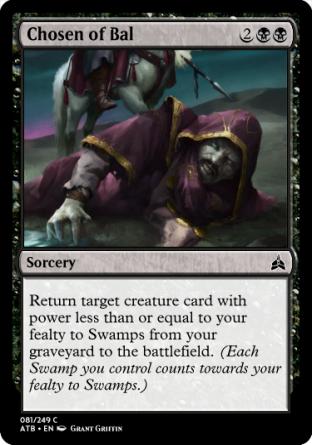 Chosen of Bal 2
Sorcery
Return target creature card with
power less than or equal to your
fealty to Swamps from your
graveyard to the battlefield. (Each
Swamp you control counts towards your
fealty to Swamps.)
081/249 C
ATB • EN Grant Griffin